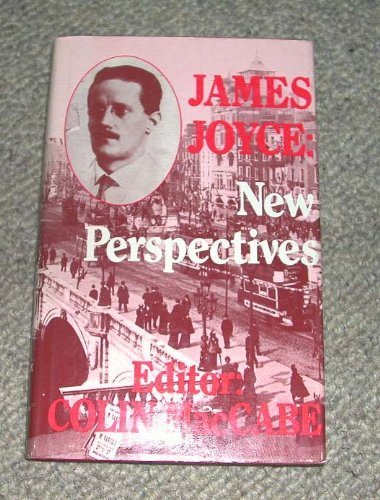 JAMES
JOYCE:
New
Perspectives
Editor:
COLIN MacCABE